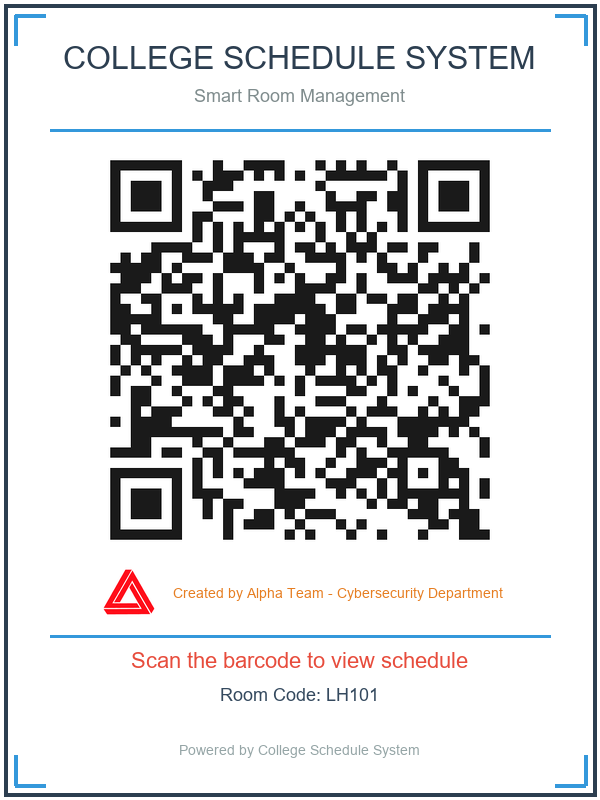 COLLEGE SCHEDULE SYSTEM
Smart Room Management
Created by Alpha Team - Cybersecurity Department
Scan the barcode to view schedule
Room Code: LH101
Powered by College Schedule System